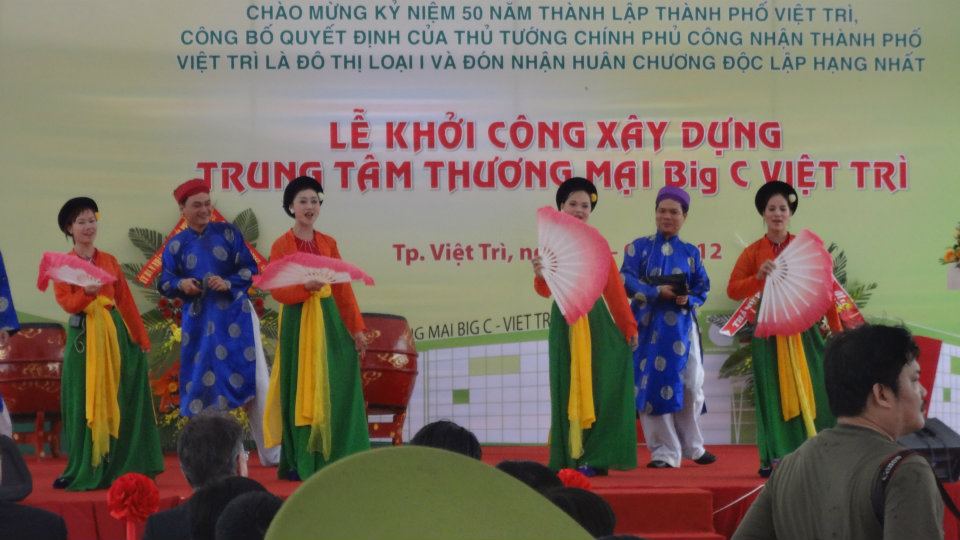 CHÀO MỪNG KỶ NIỆM 50 NĂM THÀNH LẬP THÀNH PHỐ VIỆT TRÌ,
CÔNG BỐ QUYẾT ĐỊNH CỦA THỦ TƯỚNG CHÍNH PHỦ CÔNG NHẬN THÀNH PHỐ
VIỆT TRÌ LÀ ĐÔ THỊ LOẠI I VÀ ĐÓN NHẬN HUÂN CHƯƠNG ĐỘC LẬP HẠNG NHẤT
LỄ KHỞI CÔNG XÂY DỰNG
TRUNG TÂM THƯƠNG MẠI Big C VIỆT TRÌ
Tp. Việt Trì, 12
MAI BIG C - VIET
Canon